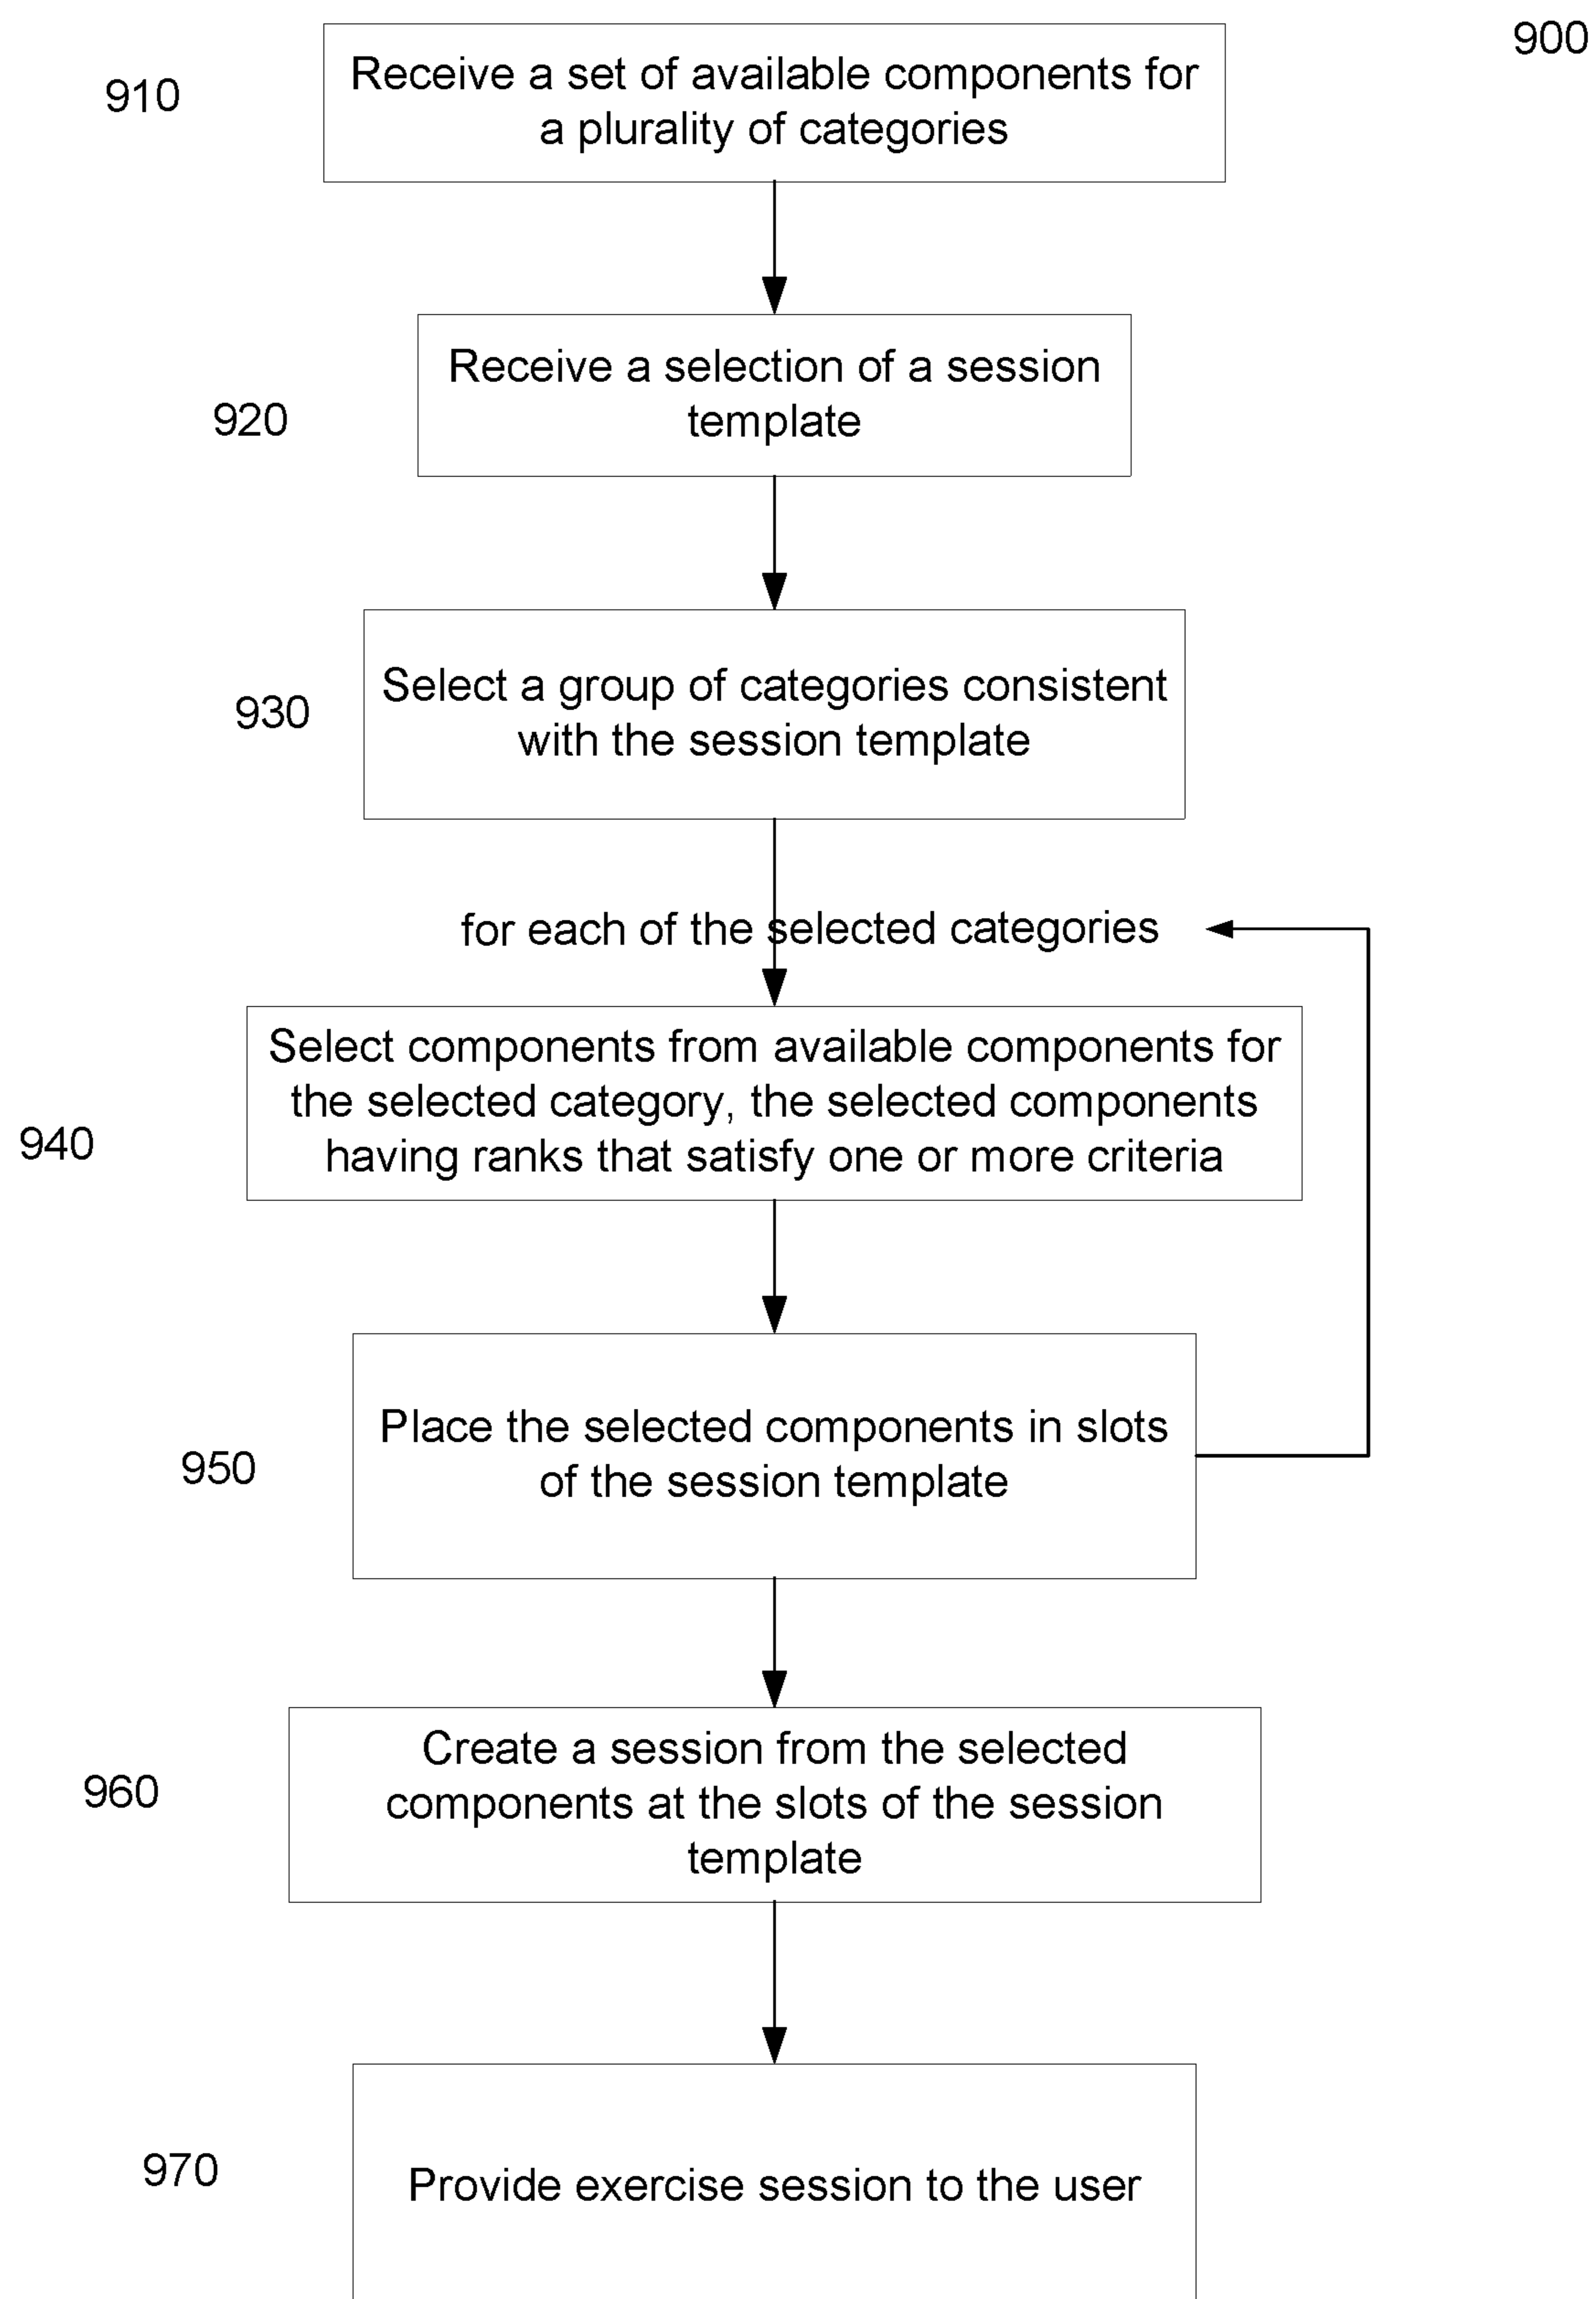 900
910
Receive a set of available components for
a plurality of categories
920
Receive a selection of a session
template
930
Select a group of categories consistent
with the session template
for each of the selected categories
940
Select components from available components for
the selected category, the selected components
having ranks that satisfy one or more criteria
950
Place the selected components in slots
of the session template
960
Create a session from the selected
components at the slots of the session
template
970
Provide exercise session to the user